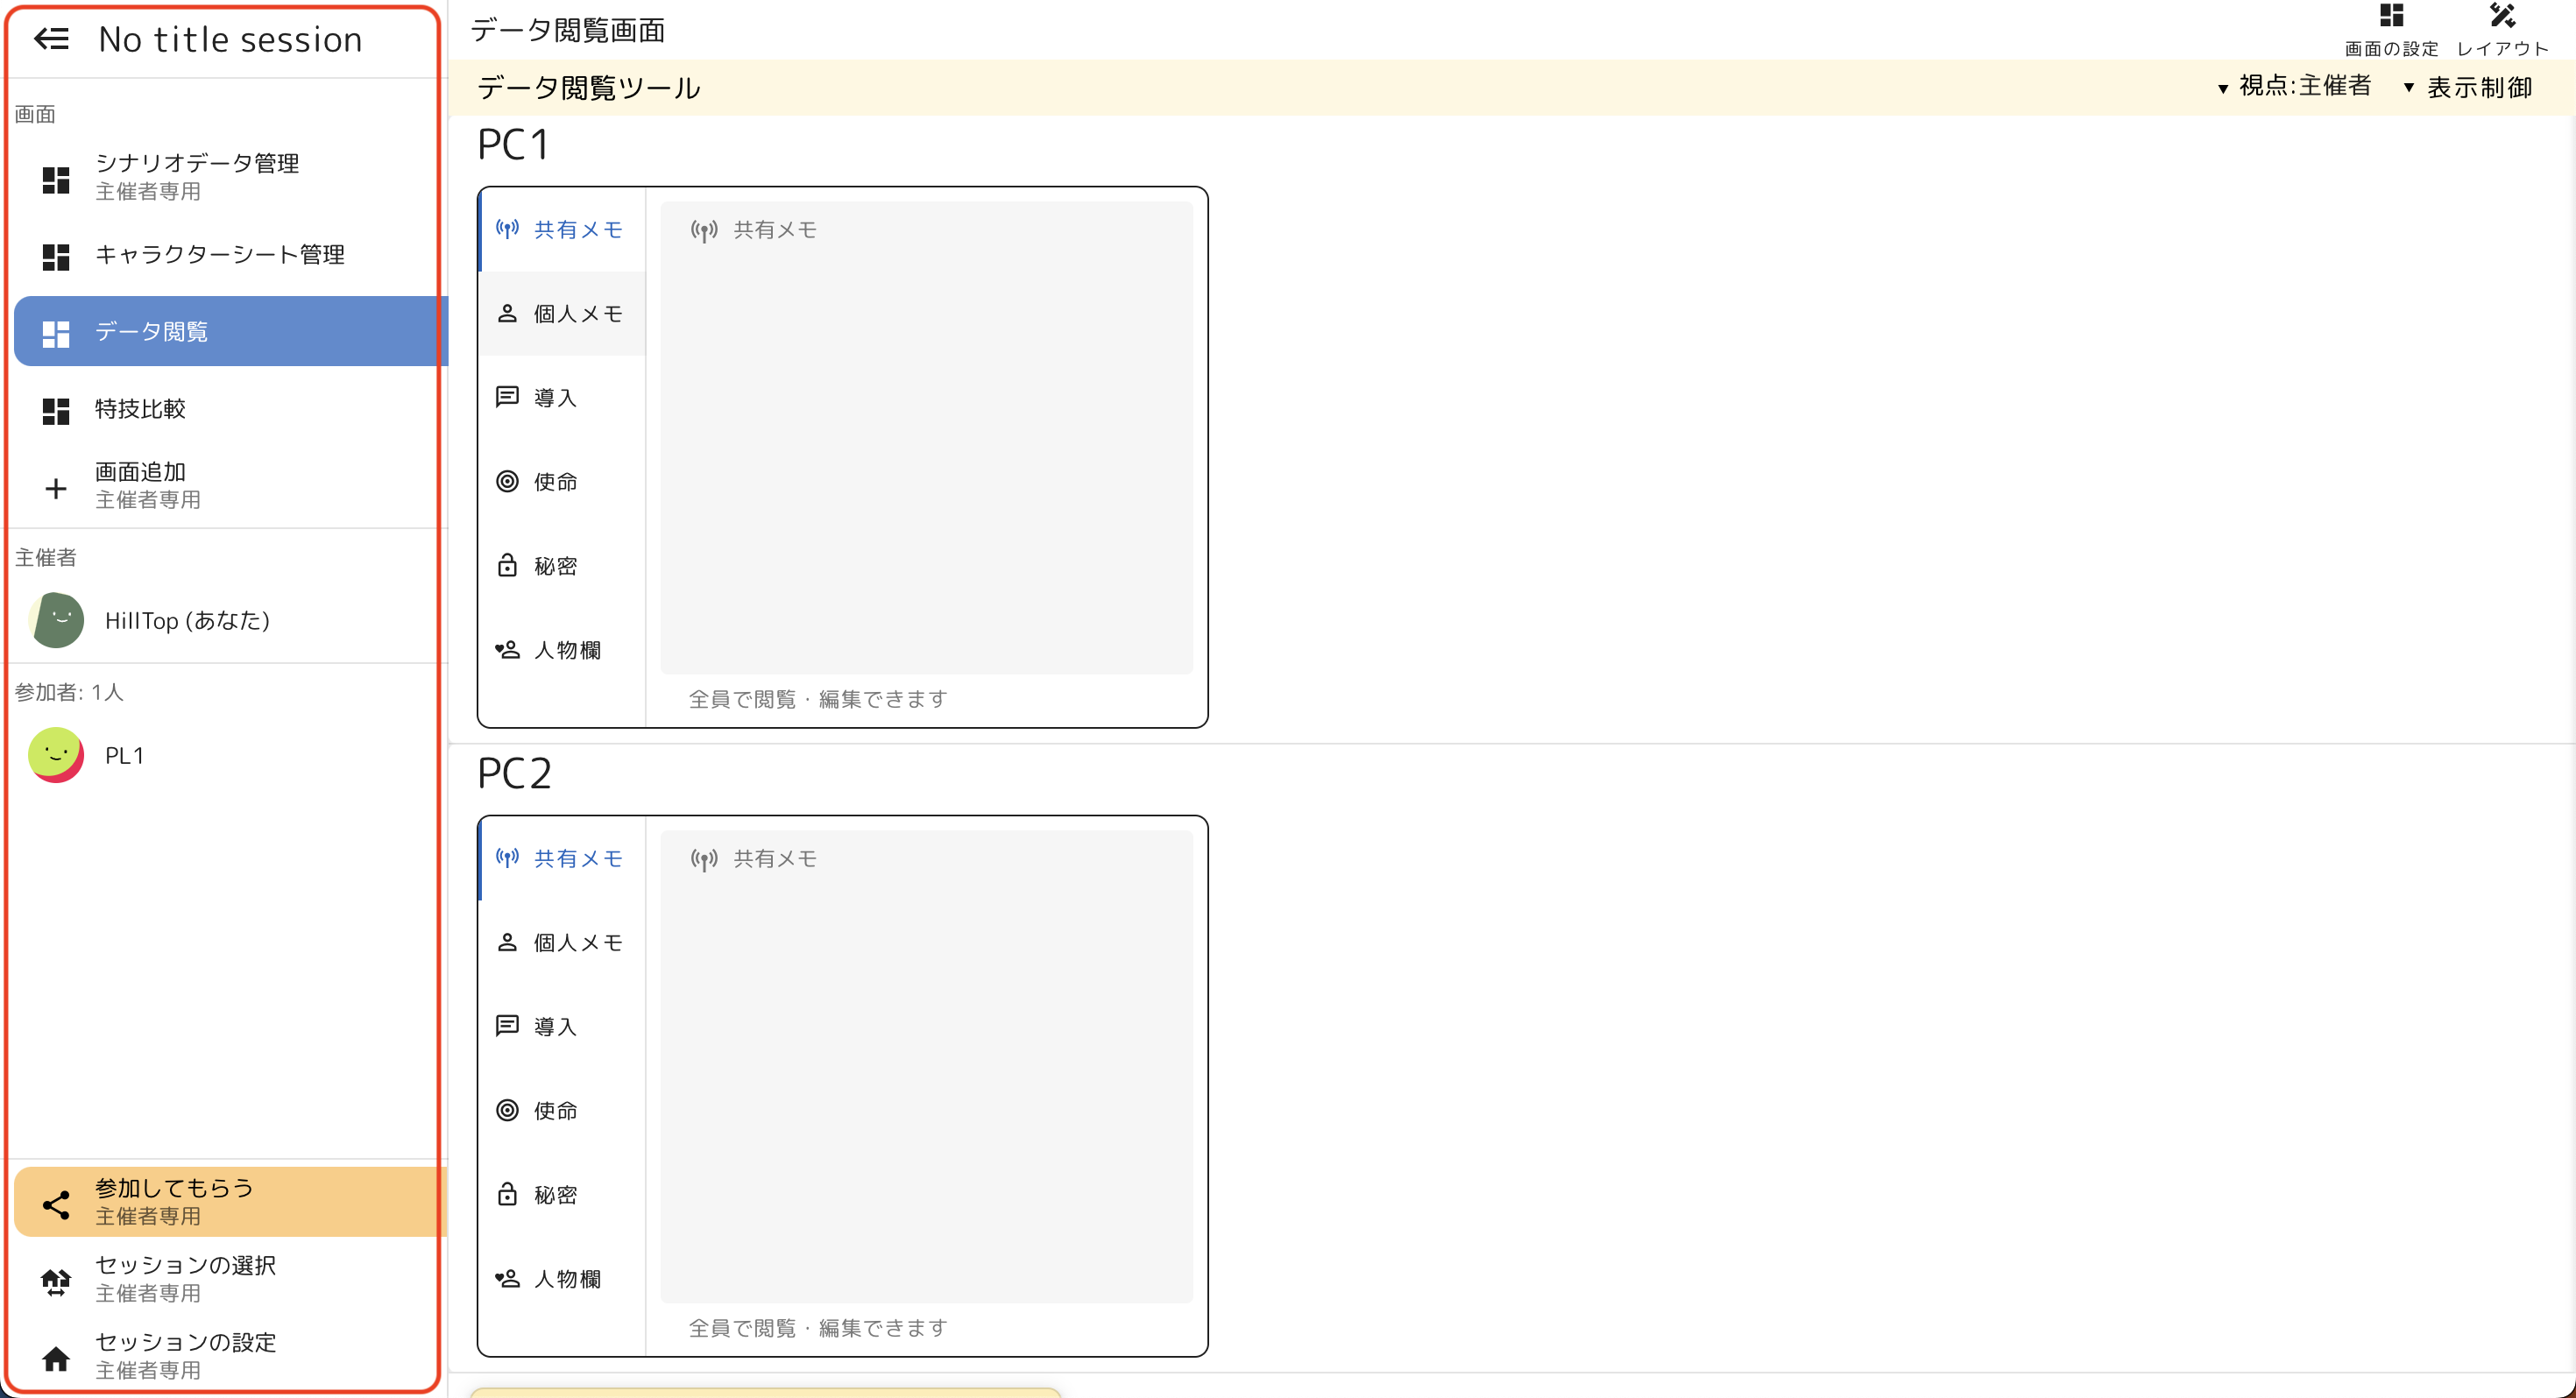 No title session
画面
シナリオデータ管理
主催者専用
キャラクターシート管理
データ閲覧
特技比較
画面追加
主催者専用
主催者
HillTop (あなた)
参加者: 1人
PL1
参加してもらう
主催者専用
セッションの選択
主催者専用
セッションの設定
主催者専用
データ閲覧画面
画面の設定 レイアウト
データ閲覧ツール
▼ 視点:主催者 ▼ 表示制御
PC1
共有メモ
個人メモ
導入
使命
秘密
人物欄
共有メモ
全員で閲覧・編集できます
PC2
共有メモ
個人メモ
導入
使命
秘密
人物欄
共有メモ
全員で閲覧・編集できます